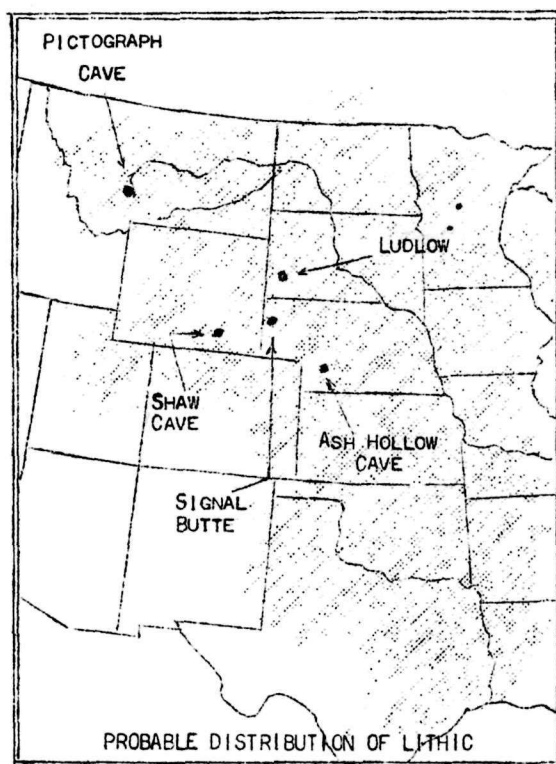 PICTOGRAPH
CAVE
LUDLOW
SHAW
CAVE
ASH HOLLOW
CAVE
SIGNAL
BUTTE
PROBABLE DISTRIBUTION OF LITHIC